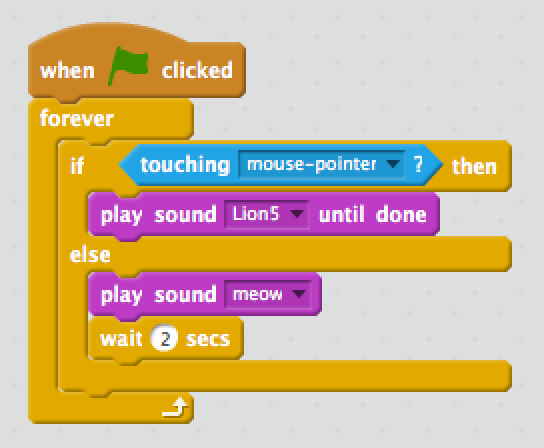 when clicked
forever
if touching mouse-pointer ? then
play sound Lion5 until done
else
play sound meow
wait 2 secs